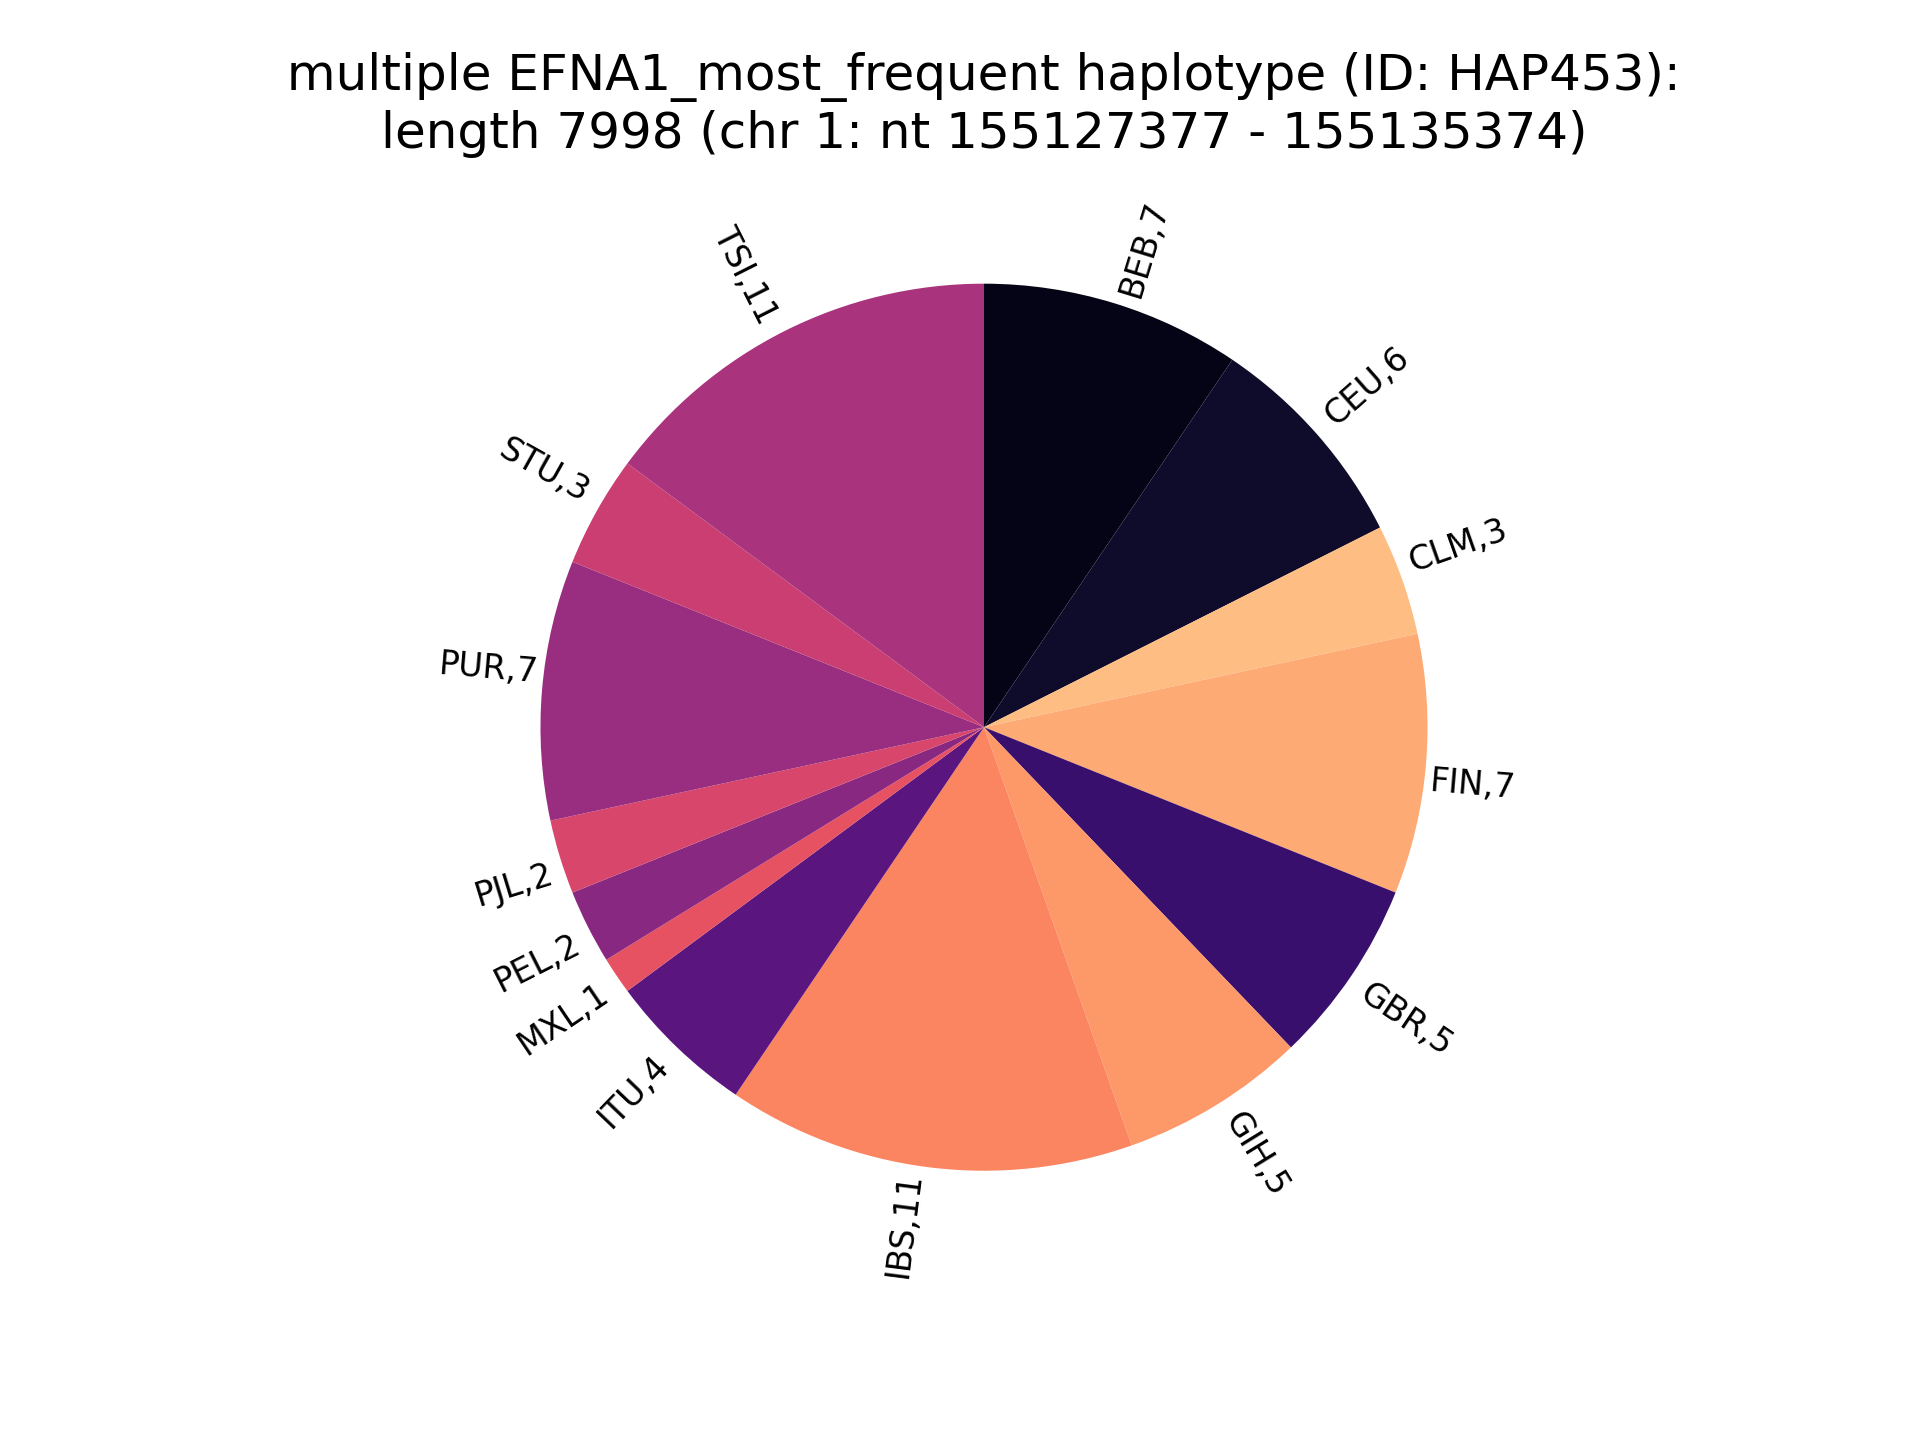 multiple EFNA1_most_frequent haplotype (ID: HAP453):
length 7998 (chr 1: nt 155127377 - 155135374)
BEB,7
CEU,6
CLM,3
FIN,7
GBR,5
GIH,5
IBS,11
ITU,4
MXL,1
PEL,2
PJL,2
PUR,7
STU,3
TSI,11